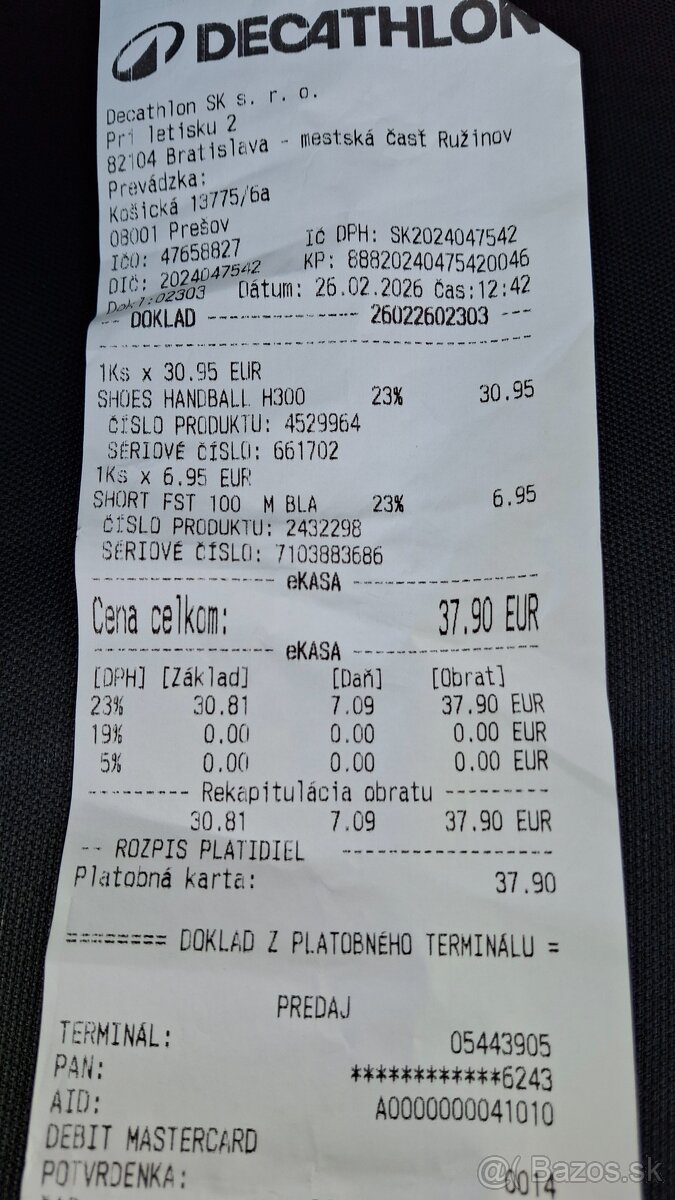 DECATHLON
Decathlon SK s. r. o.
Pri letisku 2
82104 Bratislava - mestská časť Ružinov
Prevádzka:
Košická 13775/6a
08001 Prešov
IČO: 47658827 IČ DPH: SK2024047542
DIČ: 2024047542 KP: 88820240475420046
Dokl:02303 Dátum: 26.02.2026 Čas:12:42
-- DOKLAD ---------------- 26022602303 ---
1Ks x 30.95 EUR
SHOES HANDBALL H300 23% 30.95
ČÍSLO PRODUKTU: 4529964
SÉRIOVÉ ČÍSLO: 661702
1Ks x 6.95 EUR
SHORT FST 100 M BLA 23% 6.95
ČÍSLO PRODUKTU: 2432298
SÉRIOVÉ ČÍSLO: 7103883686
------------------ eKASA ------------------
Cena celkom: 37.90 EUR
------------------ eKASA ------------------
[DPH] [Základ] [Daň] [Obrat]
23% 30.81 7.09 37.90 EUR
19% 0.00 0.00 0.00 EUR
5% 0.00 0.00 0.00 EUR
--------- Rekapitulácia obratu ---------
30.81 7.09 37.90 EUR
-- ROZPIS PLATIDIEL ------------------
Platobná karta: 37.90
======== DOKLAD Z PLATOBNÉHO TERMINÁLU =
PREDAJ
TERMINÁL: 05443905
PAN: ************6243
AID: A0000000041010
DEBIT MASTERCARD
POTVRDENKA: 0014
Bazos.sk